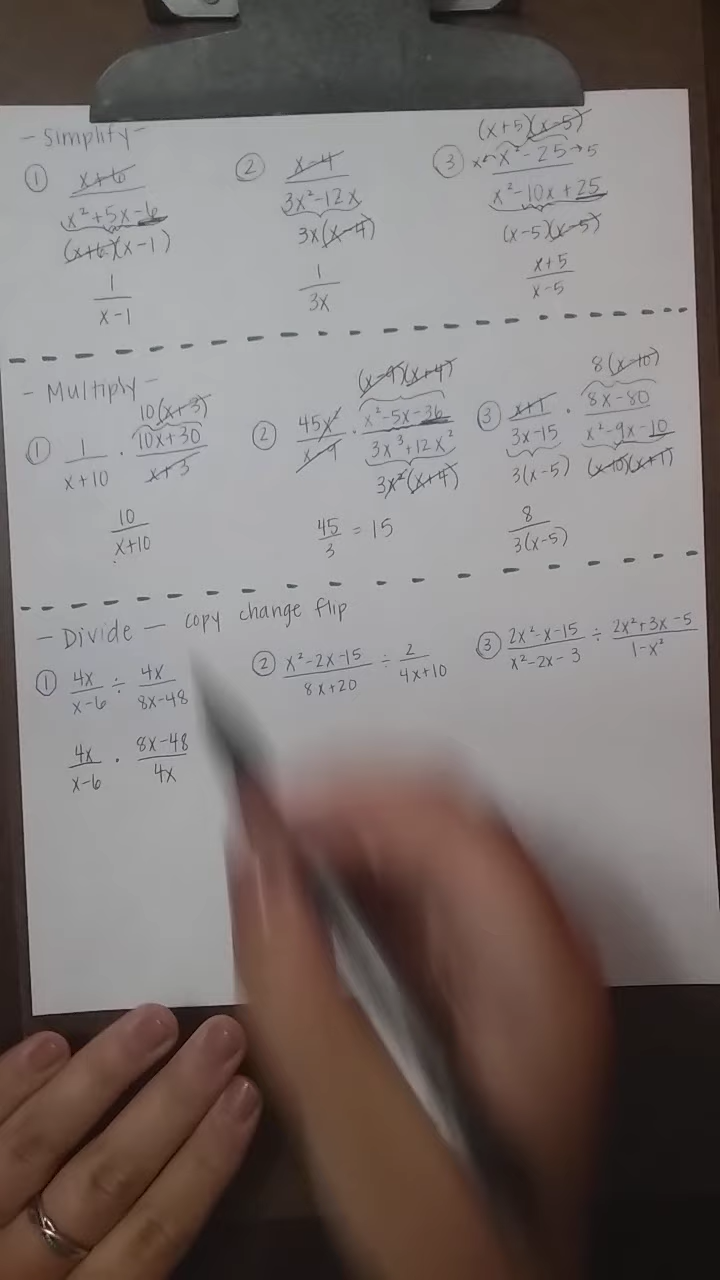 - Simplify -
① x+6 / x²+5x-6
(x+6)(x-1)
1 / x-1
② x-4 / 3x²-12x
3x(x-4)
1 / 3x
(x+5)(x-5)
③ x ← x²-25 → 5 / x²-10x+25
(x-5)(x-5)
x+5 / x-5
- Multiply -
10(x+3)
① 1 / x+10 · 10x+30 / x+3
10 / x+10
(x-9)(x+4)
② 45x² / x-9 · x²-5x-36 / 3x³+12x²
3x²(x+4)
45 / 3 = 15
8(x-10)
③ x+1 / 3x-15 · 8x-80 / x²-9x-10
3(x-5) (x-10)(x+1)
8 / 3(x-5)
- Divide - copy change flip
① 4x / x-6 ÷ 4x / 8x-48
4x / x-6 · 8x-48 / 4x
② x²-2x-15 / 8x+20 ÷ 2 / 4x+10
③ 2x²-x-15 / x²-2x-3 ÷ 2x²+3x-5 / 1-x²